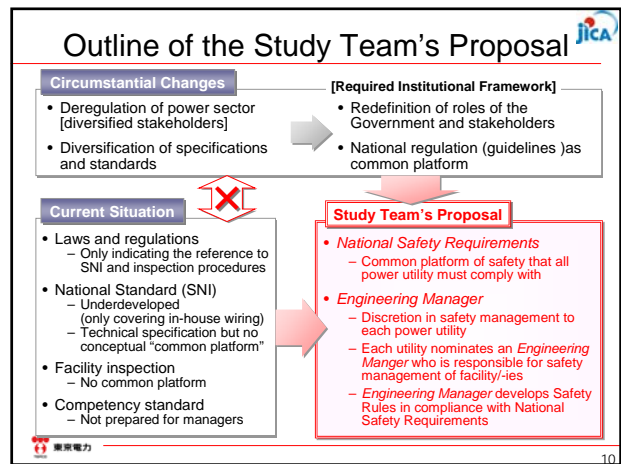 Outline of the Study Team's Proposal
jICA
Circumstantial Changes
• Deregulation of power sector
[diversified stakeholders]
• Diversification of specifications
and standards
[Required Institutional Framework]
• Redefinition of roles of the
Government and stakeholders
• National regulation (guidelines )as
common platform
Current Situation
• Laws and regulations
– Only indicating the reference to
SNI and inspection procedures
• National Standard (SNI)
– Underdeveloped
(only covering in-house wiring)
– Technical specification but no
conceptual "common platform"
• Facility inspection
– No common platform
• Competency standard
– Not prepared for managers
Study Team's Proposal
• National Safety Requirements
– Common platform of safety that all
power utility must comply with
• Engineering Manager
– Discretion in safety management to
each power utility
– Each utility nominates an Engineering
Manger who is responsible for safety
management of facility/-ies
– Engineering Manager develops Safety
Rules in compliance with National
Safety Requirements
東京電力
10